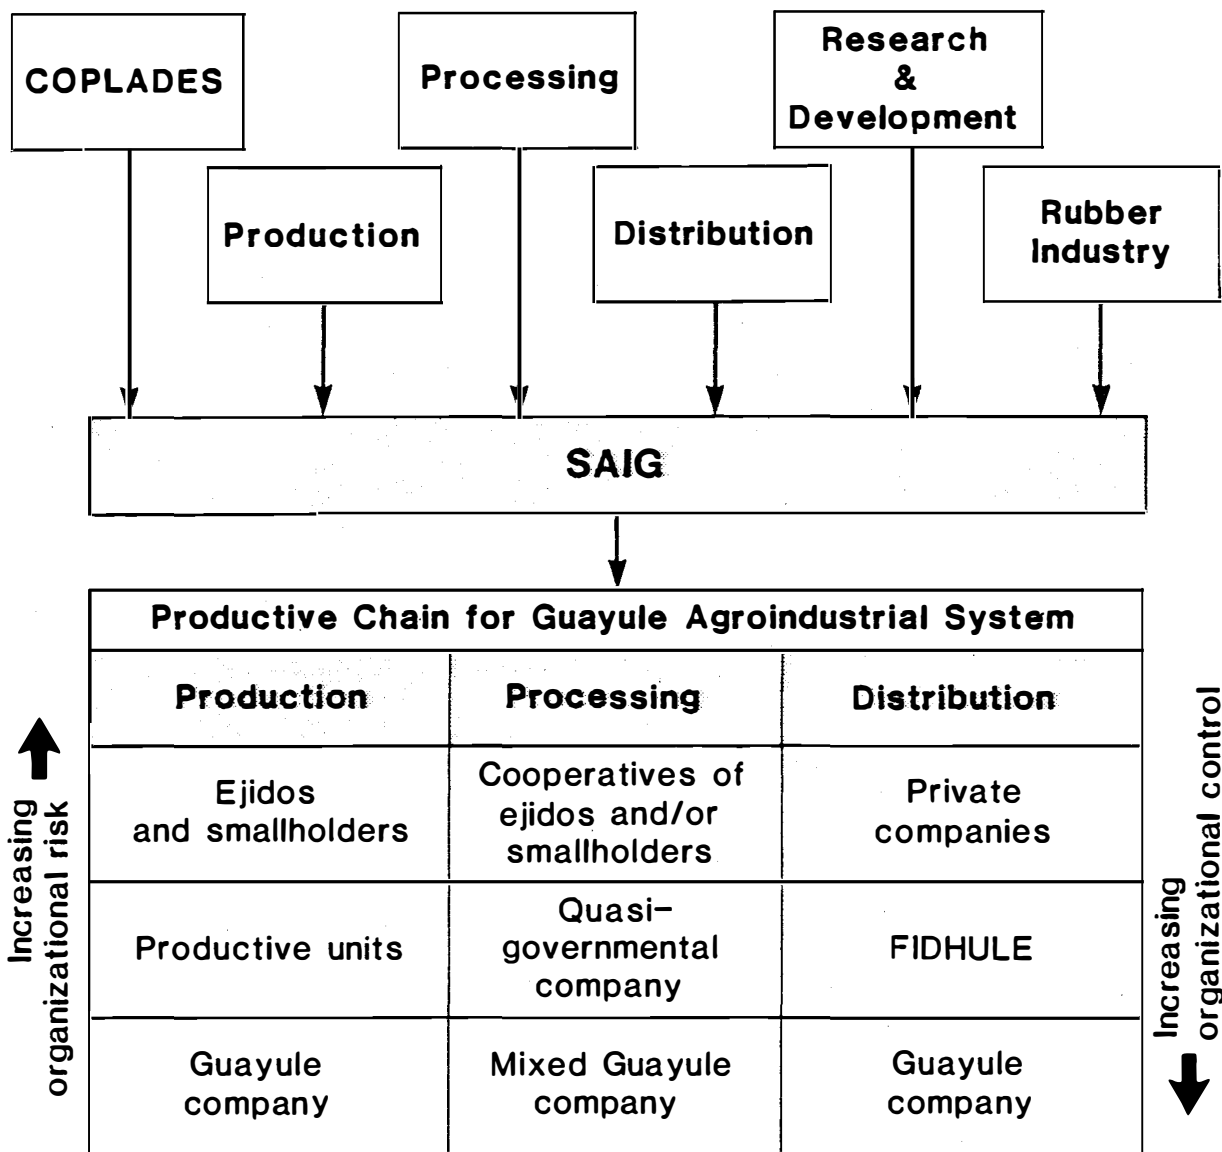 COPLADES
Processing
Research
&
Development
Production
Distribution
Rubber
Industry
SAIG
Productive Chain for Guayule Agroindustrial System
Production
Processing
Distribution
Ejidos
and smallholders
Cooperatives of
ejidos and/or
smallholders
Private
companies
Productive units
Quasi-
governmental
company
FIDHULE
Guayule
company
Mixed Guayule
company
Guayule
company
Increasing
organizational risk
Increasing
organizational control